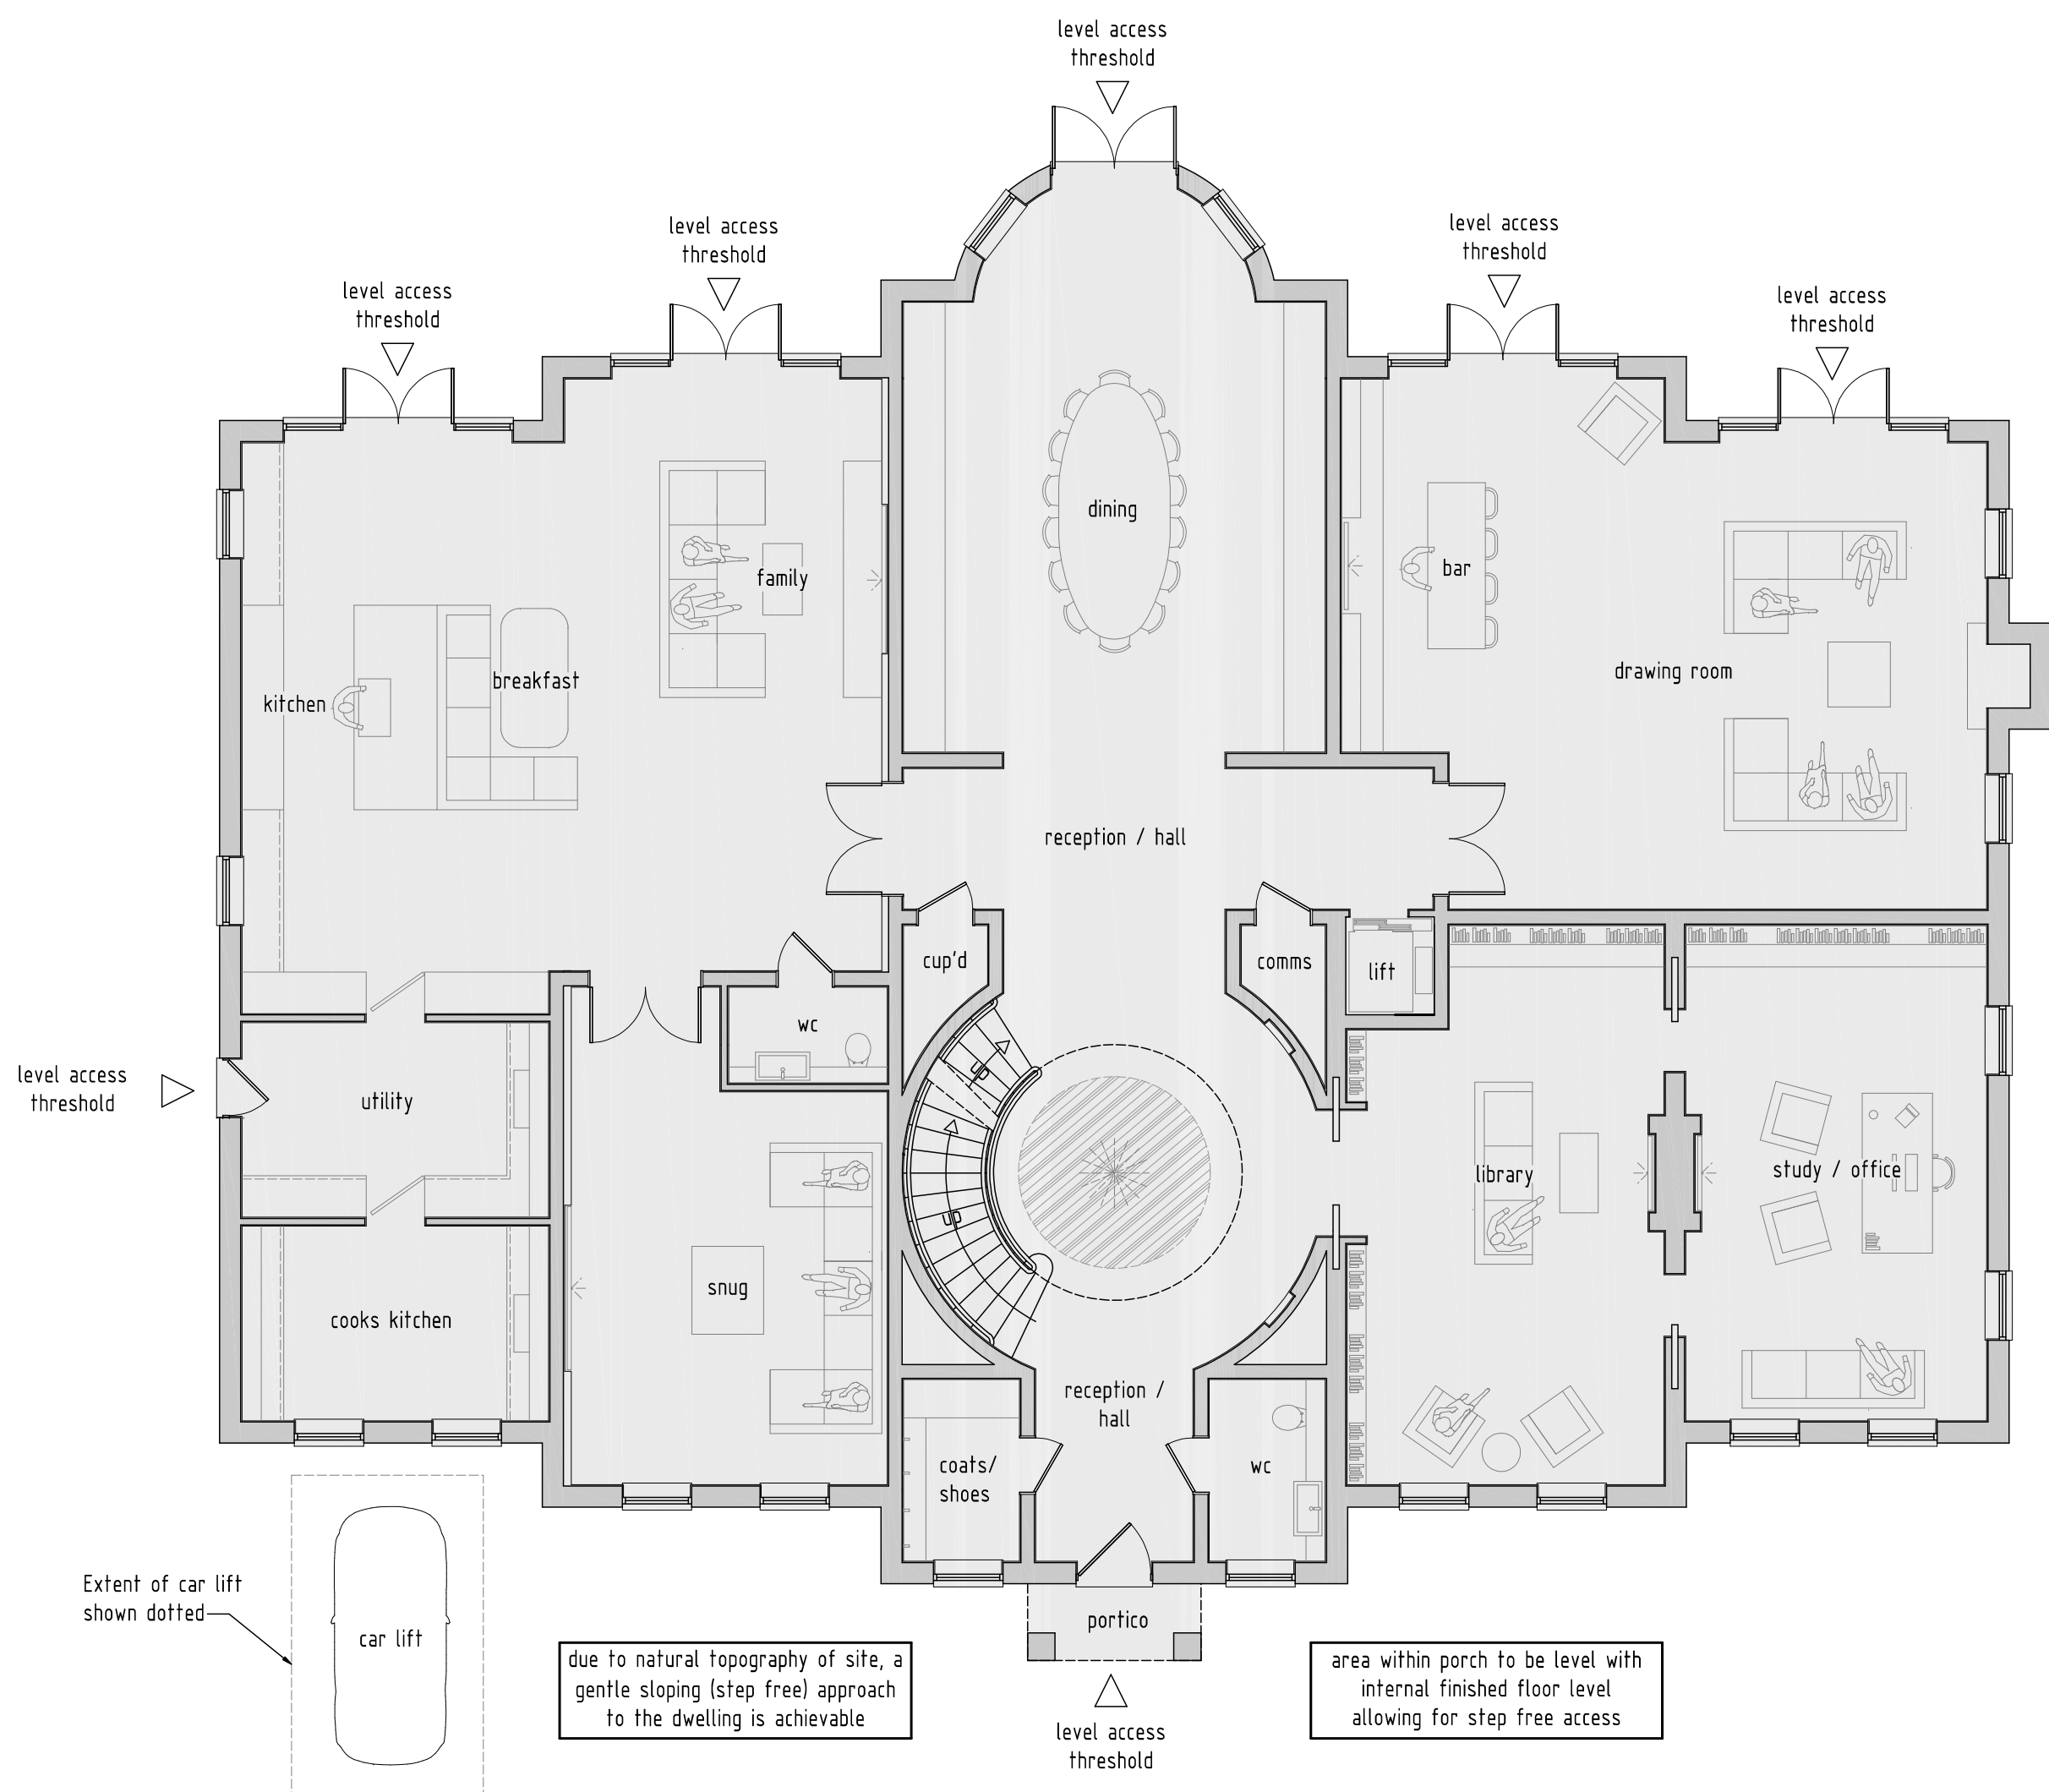 level access
threshold
level access
threshold
level access
threshold
level access
threshold
level access
threshold
dining
family
bar
breakfast
kitchen
drawing room
reception / hall
cup'd
comms
lift
wc
level access
threshold
utility
library
study / office
snug
cooks kitchen
reception /
hall
coats/
shoes
wc
Extent of car lift
shown dotted
car lift
portico
due to natural topography of site, a
gentle sloping (step free) approach
to the dwelling is achievable
area within porch to be level with
internal finished floor level
allowing for step free access
level access
threshold